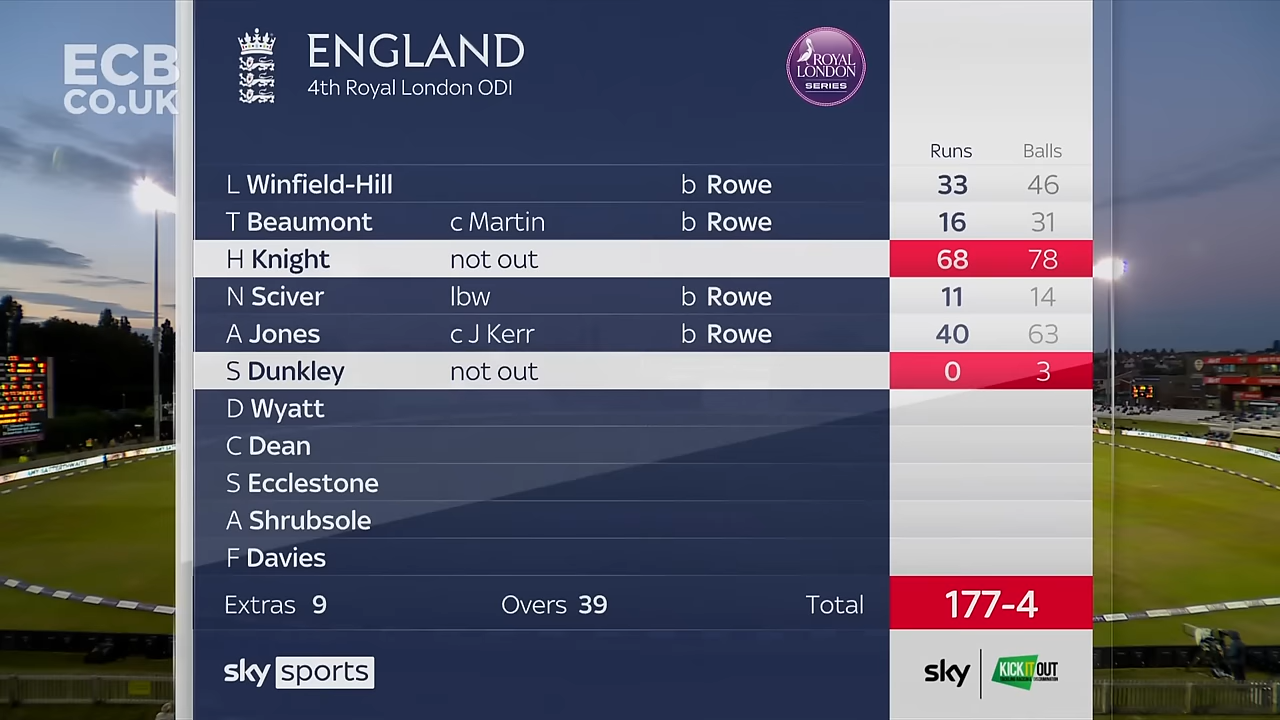 ECB
CO.UK
ENGLAND
4th Royal London ODI
ROYAL
LONDON
SERIES
Runs Balls
L Winfield-Hill b Rowe 33 46
T Beaumont c Martin b Rowe 16 31
H Knight not out 68 78
N Sciver lbw b Rowe 11 14
A Jones c J Kerr b Rowe 40 63
S Dunkley not out 0 3
D Wyatt
C Dean
S Ecclestone
A Shrubsole
F Davies
Extras 9 Overs 39 Total 177-4
sky sports
sky KICK IT OUT